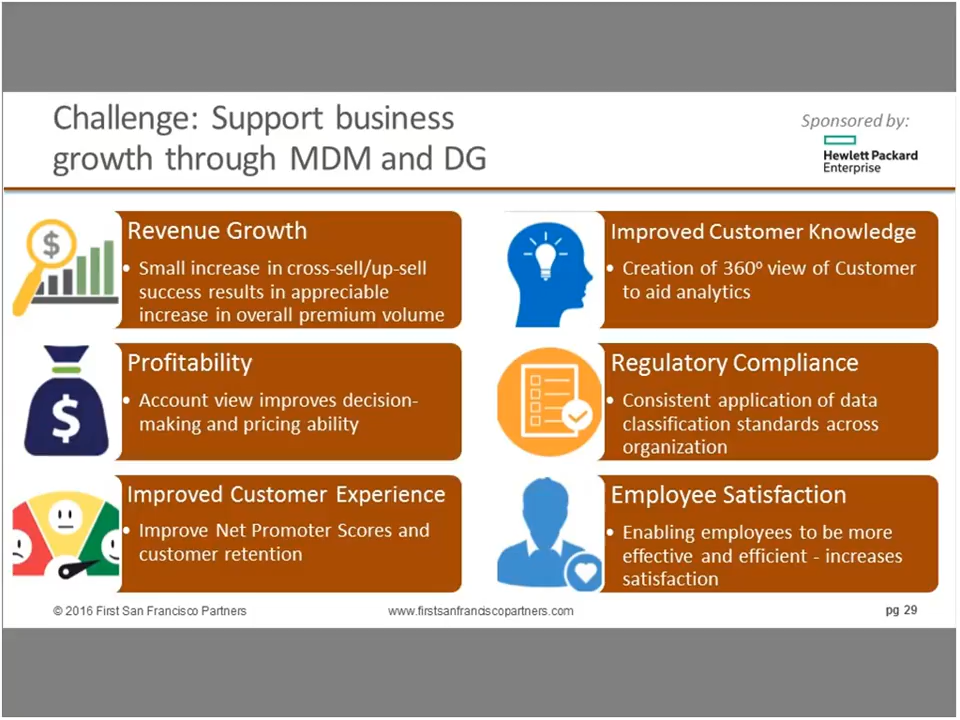 Challenge: Support business
growth through MDM and DG
Sponsored by:
Hewlett Packard
Enterprise
Revenue Growth
• Small increase in cross-sell/up-sell
success results in appreciable
increase in overall premium volume
Profitability
• Account view improves decision-
making and pricing ability
Improved Customer Experience
• Improve Net Promoter Scores and
customer retention
Improved Customer Knowledge
• Creation of 360º view of Customer
to aid analytics
Regulatory Compliance
• Consistent application of data
classification standards across
organization
Employee Satisfaction
• Enabling employees to be more
effective and efficient - increases
satisfaction
$
$
© 2016 First San Francisco Partners
www.firstsanfranciscopartners.com
pg 29